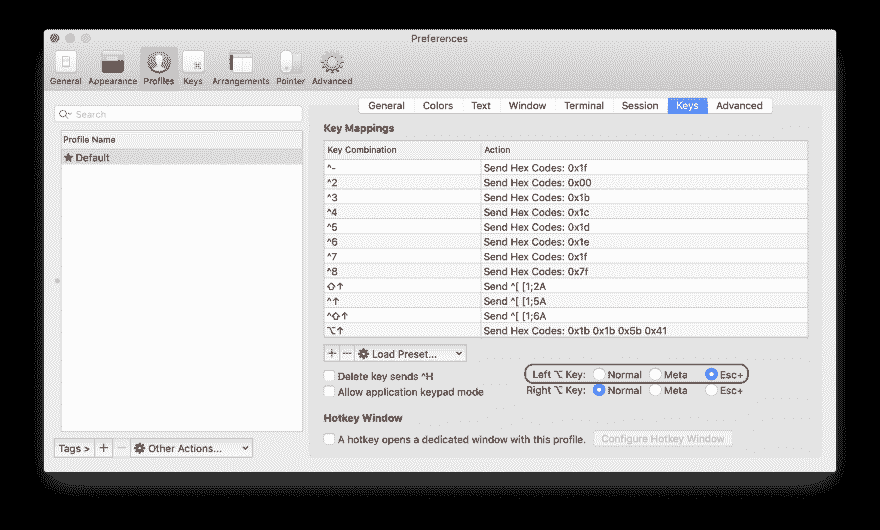 Preferences
General Appearance Profiles Keys Arrangements Pointer Advanced
Search
Profile Name
★ Default
Tags > + − Other Actions...
General Colors Text Window Terminal Session Keys Advanced
Key Mappings
Key Combination Action
^- Send Hex Codes: 0x1f
^2 Send Hex Codes: 0x00
^3 Send Hex Codes: 0x1b
^4 Send Hex Codes: 0x1c
^5 Send Hex Codes: 0x1d
^6 Send Hex Codes: 0x1e
^7 Send Hex Codes: 0x1f
^8 Send Hex Codes: 0x7f
⇧↑ Send ^[ [1;2A
^↑ Send ^[ [1;5A
^⇧↑ Send ^[ [1;6A
⌥↑ Send Hex Codes: 0x1b 0x1b 0x5b 0x41
+ − Load Preset...
Delete key sends ^H
Allow application keypad mode
Left ⌥ Key: Normal Meta Esc+
Right ⌥ Key: Normal Meta Esc+
Hotkey Window
A hotkey opens a dedicated window with this profile. Configure Hotkey Window